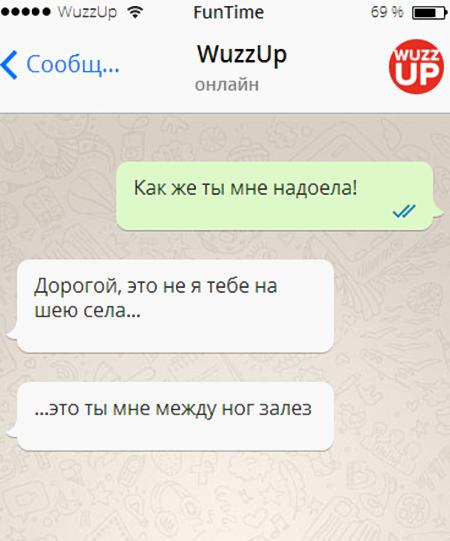 WuzzUp FunTime 69 %
Сообщ... WuzzUp
онлайн
WUZZ
UP
Как же ты мне надоела!
Дорогой, это не я тебе на
шею села...
...это ты мне между ног залез